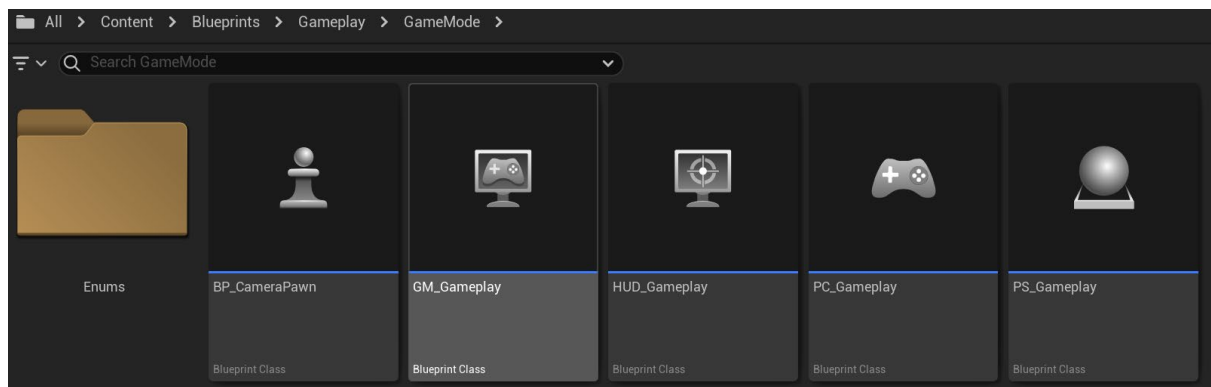 All > Content > Blueprints > Gameplay > GameMode >
Search GameMode
Enums
BP_CameraPawn
Blueprint Class
GM_Gameplay
Blueprint Class
HUD_Gameplay
Blueprint Class
PC_Gameplay
Blueprint Class
PS_Gameplay
Blueprint Class